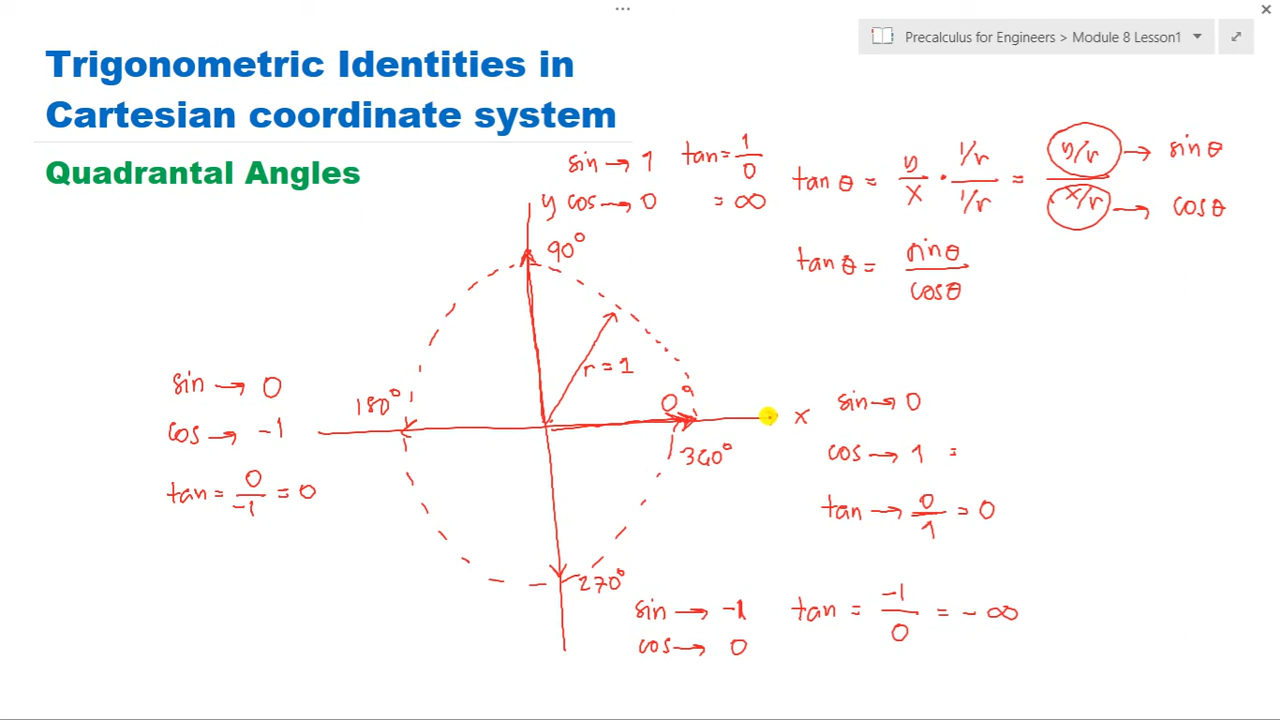 ...
Precalculus for Engineers > Module 8 Lesson1
Trigonometric Identities in
Cartesian coordinate system
Quadrantal Angles
sin → 1
cos → 0
tan = 1/0
= ∞
tan θ = y/x · (1/r)/(1/r) = (y/r)/(x/r)
→ sin θ
→ cos θ
tan θ = sin θ/cos θ
y
90°
r = 1
0°
180°
x
360°
270°
sin → 0
cos → -1
tan = 0/-1 = 0
sin → 0
cos → 1 =
tan → 0/1 = 0
sin → -1
cos → 0
tan = -1/0 = - ∞